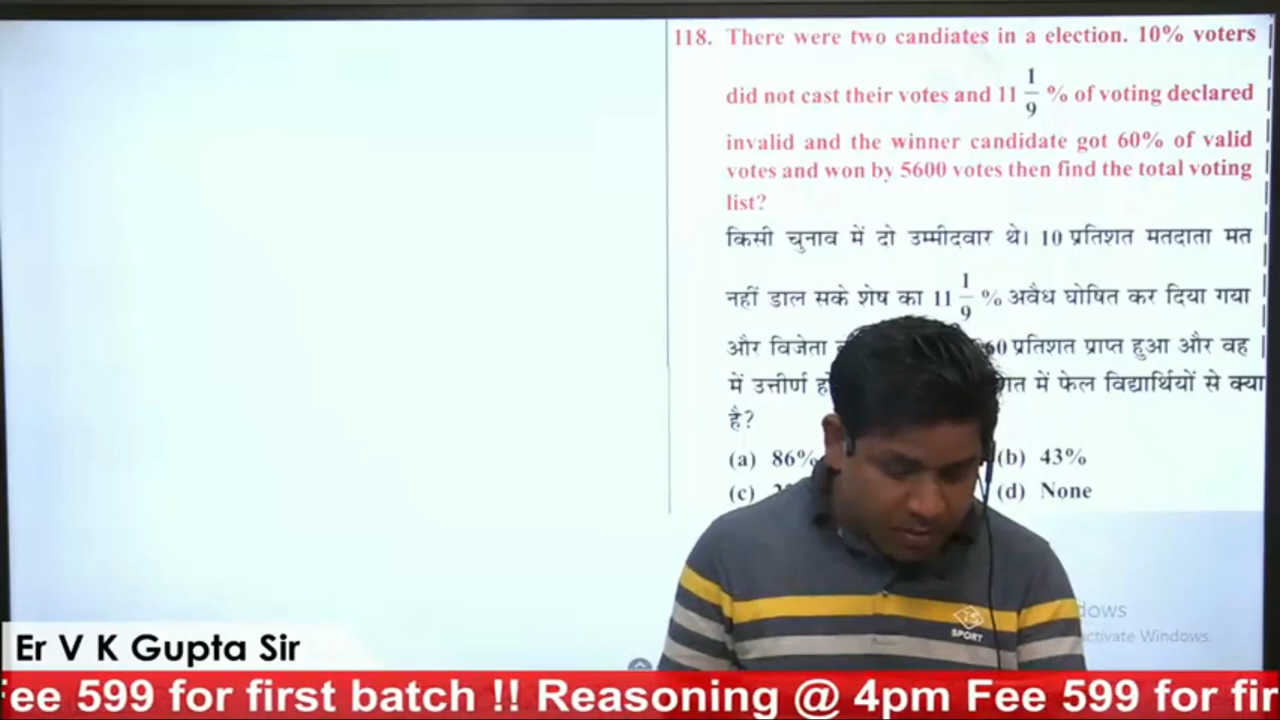 118. There were two candiates in a election. 10% voters
did not cast their votes and 11 1/9 % of voting declared
invalid and the winner candidate got 60% of valid
votes and won by 5600 votes then find the total voting
list?
किसी चुनाव में दो उम्मीदवार थे। 10 प्रतिशत मतदाता मत
नहीं डाल सके शेष का 11 1/9 % अवैध घोषित कर दिया गया
और विजेता 60 प्रतिशत प्राप्त हुआ और वह
में उत्तीर्ण में फेल विद्यार्थियों से क्या
है?
(a) 86% (b) 43%
(c) (d) None
SPORT
Activate Windows.
Er V K Gupta Sir
Fee 599 for first batch !! Reasoning @ 4pm Fee 599 for fir